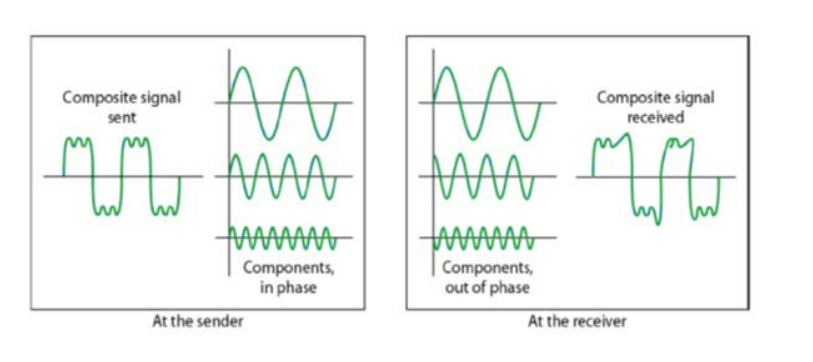 Composite signal
sent
Components,
in phase
At the sender
Composite signal
received
Components,
out of phase
At the receiver